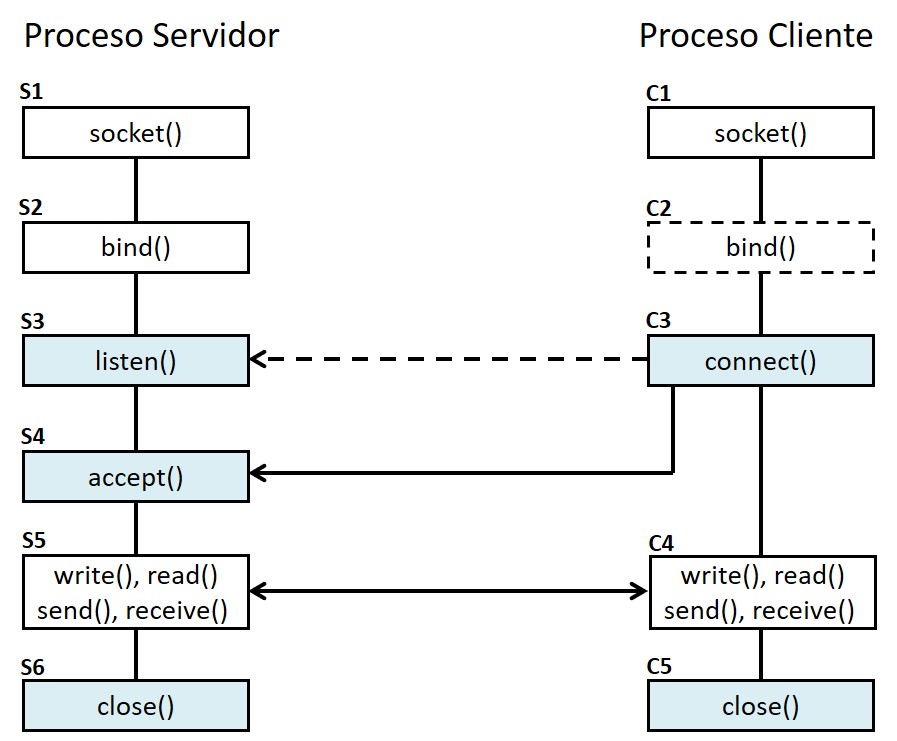 Proceso Servidor
Proceso Cliente
S1
socket()
C1
socket()
S2
bind()
C2
bind()
S3
listen()
C3
connect()
S4
accept()
S5
write(), read()
send(), receive()
C4
write(), read()
send(), receive()
S6
close()
C5
close()